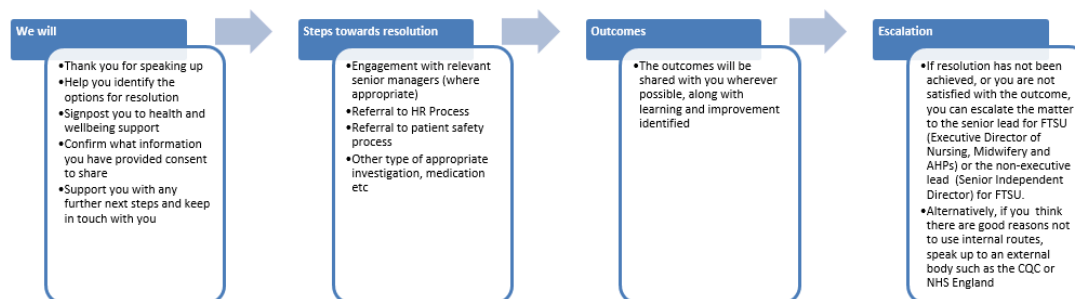 We will
•Thank you for speaking up
•Help you identify the
options for resolution
•Signpost you to health and
wellbeing support
•Confirm what information
you have provided consent
to share
•Support you with any
further next steps and keep
in touch with you
Steps towards resolution
•Engagement with relevant
senior managers (where
appropriate)
•Referral to HR Process
•Referral to patient safety
process
•Other type of appropriate
investigation, medication
etc
Outcomes
•The outcomes will be
shared with you wherever
possible, along with
learning and improvement
identified
Escalation
•If resolution has not been
achieved, or you are not
satisfied with the outcome,
you can escalate the matter
to the senior lead for FTSU
(Executive Director of
Nursing, Midwifery and
AHPs) or the non-executive
lead (Senior Independent
Director) for FTSU.
•Alternatively, if you think
there are good reasons not
to use internal routes,
speak up to an external
body such as the CQC or
NHS England